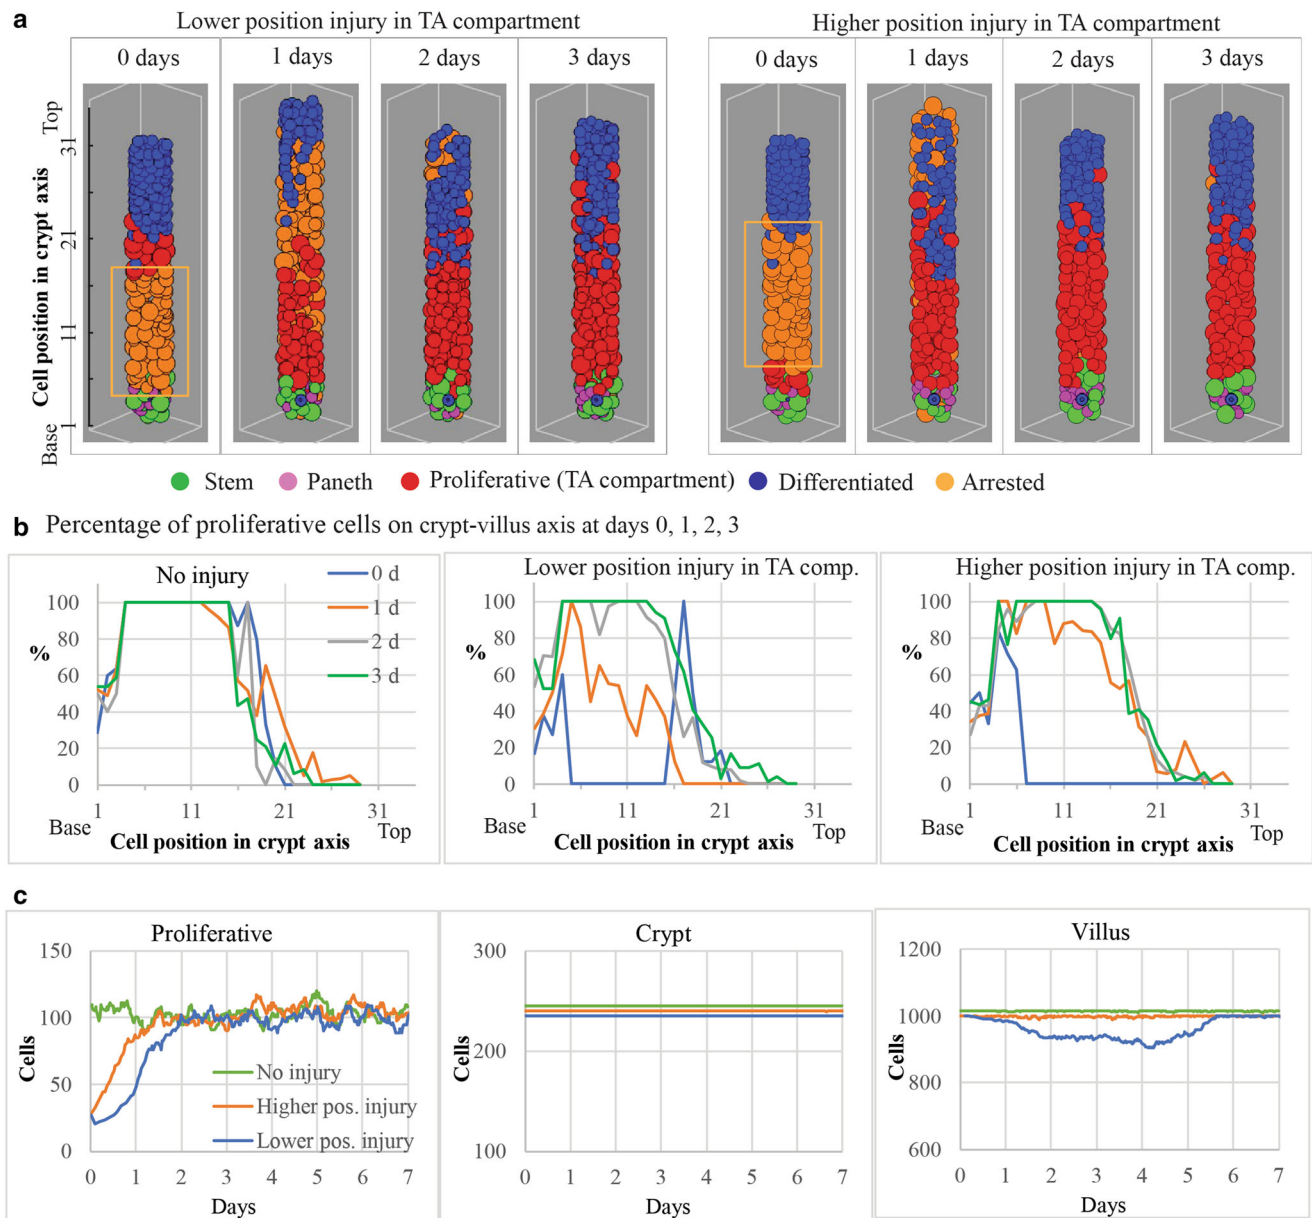 a
Lower position injury in TA compartment
Higher position injury in TA compartment
0 days 1 days 2 days 3 days
0 days 1 days 2 days 3 days
Top
31
21
11
1
Base
Cell position in crypt axis
Stem Paneth Proliferative (TA compartment) Differentiated Arrested
b Percentage of proliferative cells on crypt-villus axis at days 0, 1, 2, 3
No injury
0 d
1 d
2 d
3 d
100
80
%
60
40
20
0
1 11 21 31
Base Top
Cell position in crypt axis
Lower position injury in TA comp.
100
80
%
60
40
20
0
1 11 21 31
Base Top
Cell position in crypt axis
Higher position injury in TA comp.
100
80
%
60
40
20
0
1 11 21 31
Base Top
Cell position in crypt axis
c
Proliferative
150
100
50
0
Cells
No injury
Higher pos. injury
Lower pos. injury
0 1 2 3 4 5 6 7
Days
Crypt
300
200
100
Cells
0 1 2 3 4 5 6 7
Days
Villus
1200
1000
800
600
Cells
0 1 2 3 4 5 6 7
Days